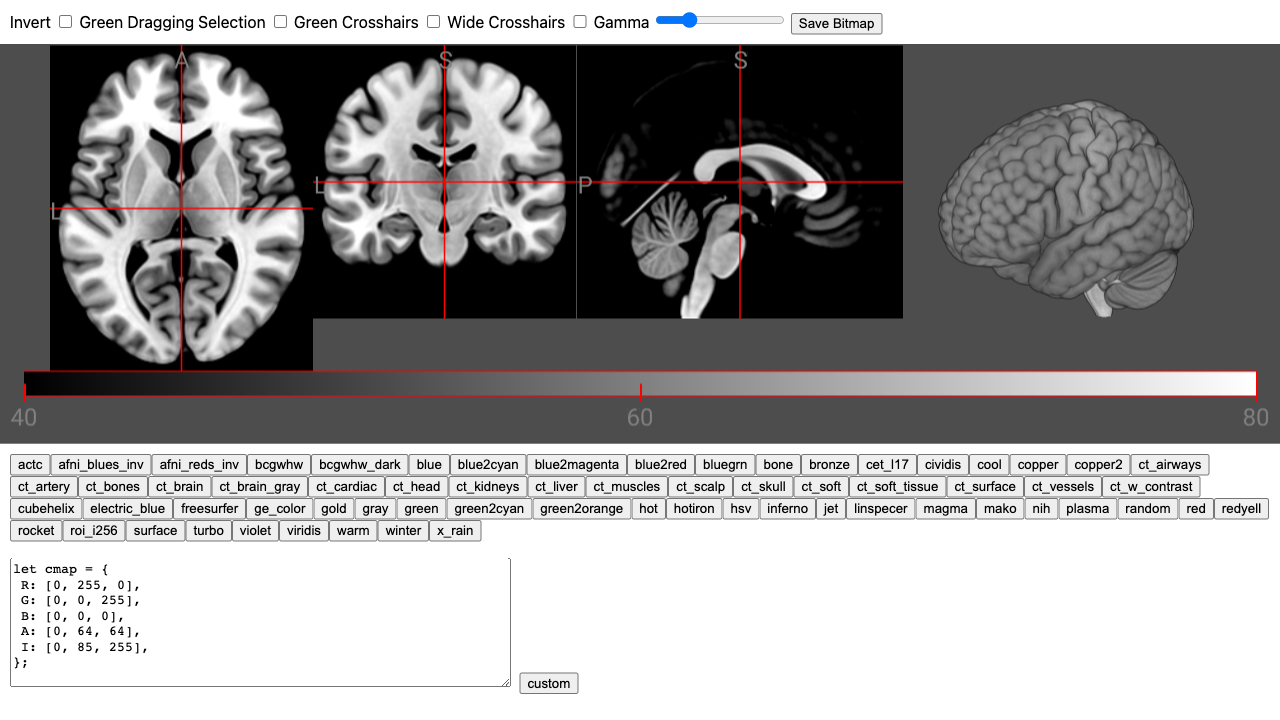 Invert Green Dragging Selection Green Crosshairs Wide Crosshairs Gamma Save Bitmap
A S S
L L P
40 60 80
actc afni_blues_inv afni_reds_inv bcgwhw bcgwhw_dark blue blue2cyan blue2magenta blue2red bluegrn bone bronze cet_l17 cividis cool copper copper2 ct_airways
ct_artery ct_bones ct_brain ct_brain_gray ct_cardiac ct_head ct_kidneys ct_liver ct_muscles ct_scalp ct_skull ct_soft ct_soft_tissue ct_surface ct_vessels ct_w_contrast
cubehelix electric_blue freesurfer ge_color gold gray green green2cyan green2orange hot hotiron hsv inferno jet linspecer magma mako nih plasma random red redyell
rocket roi_i256 surface turbo violet viridis warm winter x_rain
let cmap = {
 R: [0, 255, 0],
 G: [0, 0, 255],
 B: [0, 0, 0],
 A: [0, 64, 64],
 I: [0, 85, 255],
};
custom